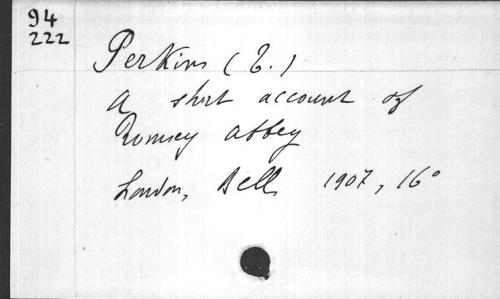 94
222
Perkins (T.)
A short account of
Romsey abbey
London, Bell 1907, 16°